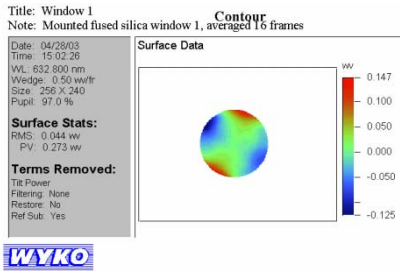 Title: Window 1
Contour
Note: Mounted fused silica window 1, averaged 16 frames
Date: 04/28/03
Time: 15:02:26
WL: 632.800 nm
Wedge: 0.50 wv/fr
Size: 256 X 240
Pupil: 97.0 %
Surface Stats:
RMS: 0.044 wv
PV: 0.273 wv
Terms Removed:
Tilt Power
Filtering: None
Restore: No
Ref Sub: Yes
WYKO
Surface Data
wv
0.147
0.100
0.050
0.000
-0.050
-0.125